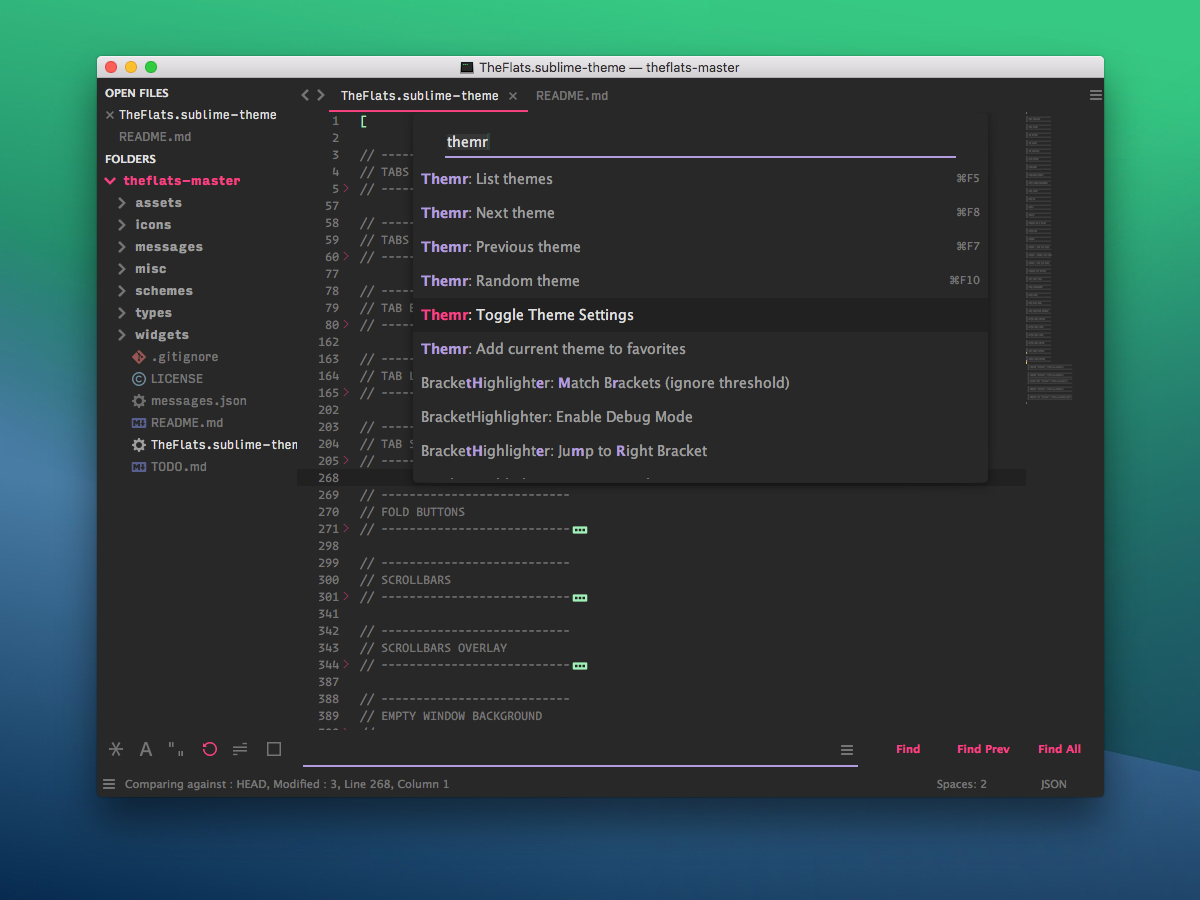 TheFlats.sublime-theme — theflats-master
OPEN FILES
TheFlats.sublime-theme
README.md
FOLDERS
theflats-master
assets
icons
messages
misc
schemes
types
widgets
.gitignore
LICENSE
messages.json
README.md
TheFlats.sublime-then
TODO.md
TheFlats.sublime-theme
README.md
1 [
2
3 // ----
4 // TABS
5 // ----
57
58 // ----
59 // TABS
60 // ----
77
78 // ----
79 // TAB
80 // ----
162
163 // ----
164 // TAB
165 // ----
202
203 // ----
204 // TAB
205 // ----
268
269 // ---------------------------
270 // FOLD BUTTONS
271 // ---------------------------
298
299 // ---------------------------
300 // SCROLLBARS
301 // ---------------------------
341
342 // ---------------------------
343 // SCROLLBARS OVERLAY
344 // ---------------------------
387
388 // ---------------------------
389 // EMPTY WINDOW BACKGROUND
themr
Themr: List themes ⌘F5
Themr: Next theme ⌘F8
Themr: Previous theme ⌘F7
Themr: Random theme ⌘F10
Themr: Toggle Theme Settings
Themr: Add current theme to favorites
BracketHighlighter: Match Brackets (ignore threshold)
BracketHighlighter: Enable Debug Mode
BracketHighlighter: Jump to Right Bracket
Find Find Prev Find All
Comparing against : HEAD, Modified : 3, Line 268, Column 1 Spaces: 2 JSON